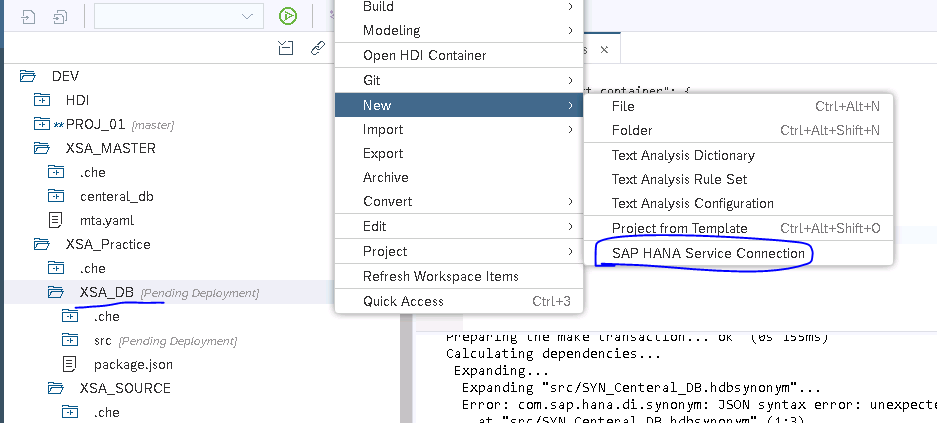 Build
Modeling
Open HDI Container
Git
New
Import
Export
Archive
Convert
Edit
Project
Refresh Workspace Items
Quick Access Ctrl+3
File Ctrl+Alt+N
Folder Ctrl+Alt+Shift+N
Text Analysis Dictionary
Text Analysis Rule Set
Text Analysis Configuration
Project from Template Ctrl+Alt+Shift+O
SAP HANA Service Connection
DEV
HDI
**PROJ_01 [master]
XSA_MASTER
.che
centeral_db
mta.yaml
XSA_Practice
.che
XSA_DB [Pending Deployment]
.che
src [Pending Deployment]
package.json
XSA_SOURCE
.che
container": {
Preparing the make transaction... ok (0s 155ms)
Calculating dependencies...
Expanding...
Expanding "src/SYN_Centeral_DB.hdbsynonym"...
Error: com.sap.hana.di.synonym: JSON syntax error: unexpecte
at "src/SYN_Centeral_DB.hdbsynonym" (1:3)